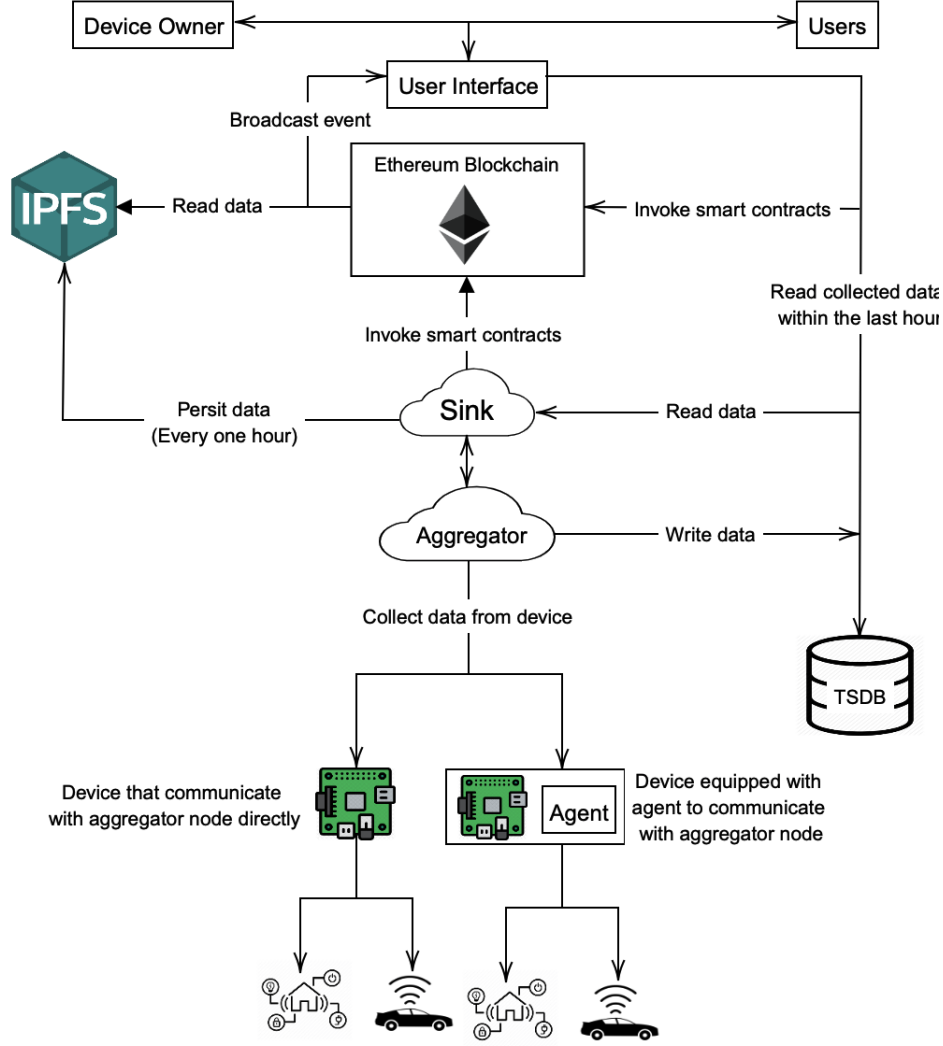 Device Owner
Users
User Interface
Broadcast event
Ethereum Blockchain
IPFS
Read data
Invoke smart contracts
Read collected data
within the last hour
Invoke smart contracts
Sink
Read data
Persit data
(Every one hour)
Aggregator
Write data
Collect data from device
TSDB
Device that communicate
with aggregator node directly
Agent
Device equipped with
agent to communicate
with aggregator node